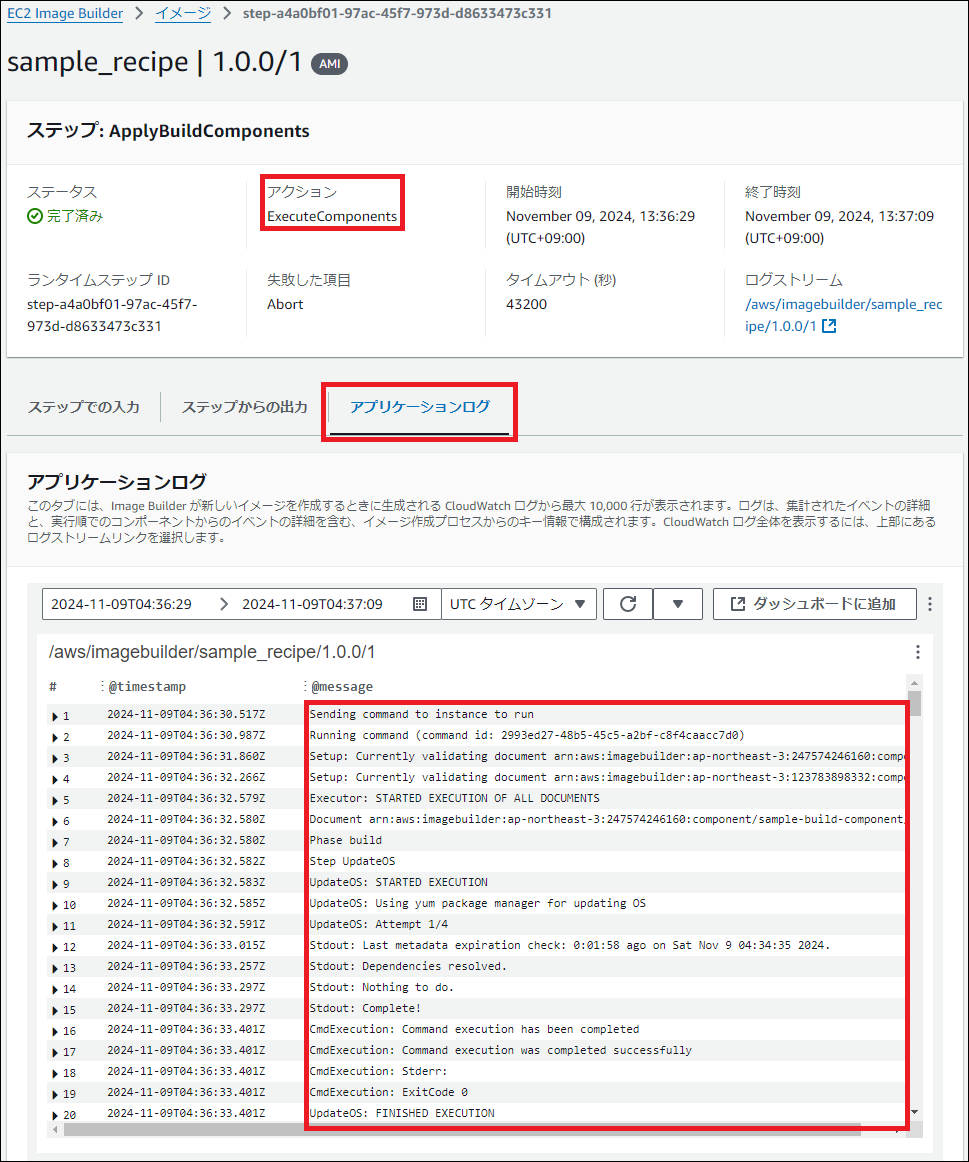 EC2 Image Builder > イメージ > step-a4a0bf01-97ac-45f7-973d-d8633473c331
sample_recipe | 1.0.0/1 AMI
ステップ: ApplyBuildComponents
ステータス
完了済み
アクション
ExecuteComponents
開始時刻
November 09, 2024, 13:36:29
(UTC+09:00)
終了時刻
November 09, 2024, 13:37:09
(UTC+09:00)
ランタイムステップ ID
step-a4a0bf01-97ac-45f7-
973d-d8633473c331
失敗した項目
Abort
タイムアウト (秒)
43200
ログストリーム
/aws/imagebuilder/sample_rec
ipe/1.0.0/1
ステップでの入力 ステップからの出力 アプリケーションログ
アプリケーションログ
このタブには、Image Builder が新しいイメージを作成するときに生成される CloudWatch ログから最大 10,000 行が表示されます。ログは、集計されたイベントの詳細
と、実行順でのコンポーネントからのイベントの詳細を含む、イメージ作成プロセスからのキー情報で構成されます。CloudWatch ログ全体を表示するには、上部にある
ログストリームリンクを選択します。
2024-11-09T04:36:29 > 2024-11-09T04:37:09 UTC タイムゾーン ダッシュボードに追加
/aws/imagebuilder/sample_recipe/1.0.0/1
# @timestamp @message
1 2024-11-09T04:36:30.517Z Sending command to instance to run
2 2024-11-09T04:36:30.987Z Running command (command id: 2993ed27-48b5-45c5-a2bf-c8f4caacc7d0)
3 2024-11-09T04:36:31.860Z Setup: Currently validating document arn:aws:imagebuilder:ap-northeast-3:247574246160:compo
4 2024-11-09T04:36:32.266Z Setup: Currently validating document arn:aws:imagebuilder:ap-northeast-3:123783898332:compo
5 2024-11-09T04:36:32.579Z Executor: STARTED EXECUTION OF ALL DOCUMENTS
6 2024-11-09T04:36:32.580Z Document arn:aws:imagebuilder:ap-northeast-3:247574246160:component/sample-build-component/
7 2024-11-09T04:36:32.580Z Phase build
8 2024-11-09T04:36:32.582Z Step UpdateOS
9 2024-11-09T04:36:32.583Z UpdateOS: STARTED EXECUTION
10 2024-11-09T04:36:32.585Z UpdateOS: Using yum package manager for updating OS
11 2024-11-09T04:36:32.591Z UpdateOS: Attempt 1/4
12 2024-11-09T04:36:33.015Z Stdout: Last metadata expiration check: 0:01:58 ago on Sat Nov 9 04:34:35 2024.
13 2024-11-09T04:36:33.257Z Stdout: Dependencies resolved.
14 2024-11-09T04:36:33.297Z Stdout: Nothing to do.
15 2024-11-09T04:36:33.297Z Stdout: Complete!
16 2024-11-09T04:36:33.401Z CmdExecution: Command execution has been completed
17 2024-11-09T04:36:33.401Z CmdExecution: Command execution was completed successfully
18 2024-11-09T04:36:33.401Z CmdExecution: Stderr:
19 2024-11-09T04:36:33.401Z CmdExecution: ExitCode 0
20 2024-11-09T04:36:33.401Z UpdateOS: FINISHED EXECUTION